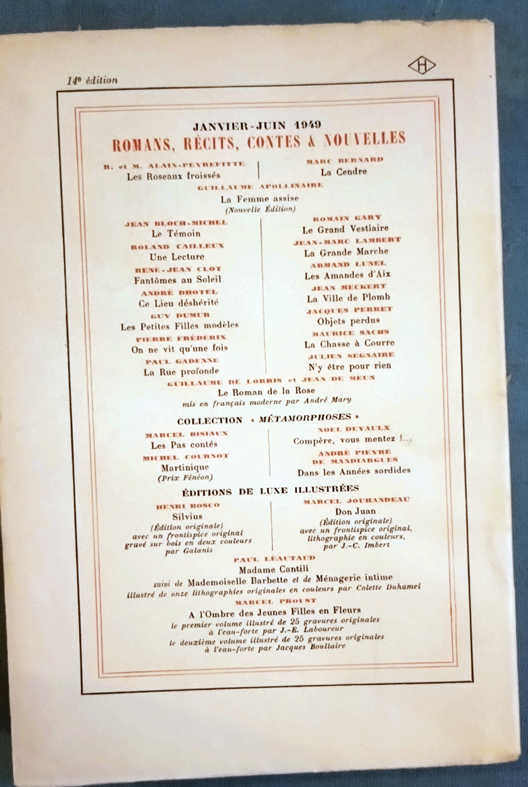 14e édition
H
JANVIER-JUIN 1949
ROMANS, RÉCITS, CONTES & NOUVELLES
R. et M. ALAIN-PEYREFITTE
Les Roseaux froissés
MARC BERNARD
La Cendre
GUILLAUME APOLLINAIRE
La Femme assise
(Nouvelle Édition)
JEAN BLOCH-MICHEL
Le Témoin
ROLAND CAILLEUX
Une Lecture
RENÉ-JEAN CLOT
Fantômes au Soleil
ANDRÉ DHOTEL
Ce Lieu déshérité
GUY DUMUR
Les Petites Filles modèles
PIERRE FRÉDÉRIX
On ne vit qu'une fois
PAUL GADENNE
La Rue profonde
ROMAIN GARY
Le Grand Vestiaire
JEAN-MARC LAMBERT
La Grande Marche
ARMAND LUNEL
Les Amandes d'Aix
JEAN MECKERT
La Ville de Plomb
JACQUES PERRET
Objets perdus
MAURICE SACHS
La Chasse à Courre
JULIEN SEGNAIRE
N'y être pour rien
GUILLAUME DE LORRIS et JEAN DE MEUN
Le Roman de la Rose
mis en français moderne par André Mary
COLLECTION « MÉTAMORPHOSES »
MARCEL BISIAUX
Les Pas contés
MICHEL COURNOT
Martinique
(Prix Fénéon)
NOEL DEVAULX
Compère, vous mentez !...
ANDRÉ PIEYRE
DE MANDIARGUES
Dans les Années sordides
ÉDITIONS DE LUXE ILLUSTRÉES
HENRI BOSCO
Silvius
(Édition originale)
avec un frontispice original
gravé sur bois en deux couleurs
par Galanis
MARCEL JOUHANDEAU
Don Juan
(Édition originale)
avec un frontispice original,
lithographie en couleurs,
par J.-C. Imbert
PAUL LÉAUTAUD
Madame Cantili
suivi de Mademoiselle Barbette et de Ménagerie intime
illustré de onze lithographies originales en couleurs par Colette Duhamel
MARCEL PROUST
A l'Ombre des Jeunes Filles en Fleurs
le premier volume illustré de 25 gravures originales
à l'eau-forte par J.-E. Laboureur
le deuxième volume illustré de 25 gravures originales
à l'eau-forte par Jacques Boullaire